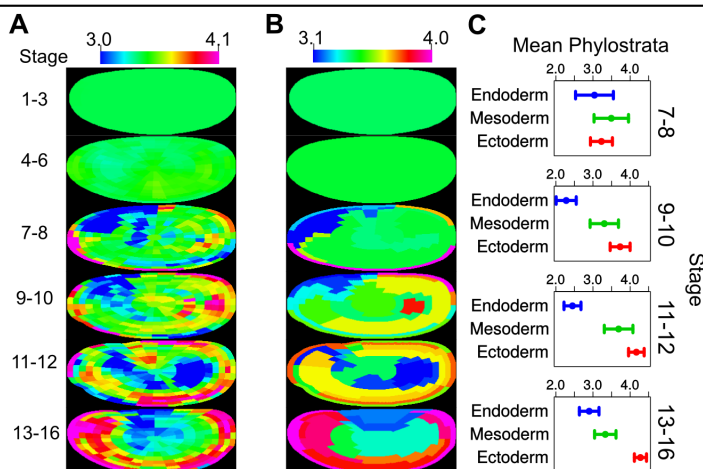 A
B
C
Stage
3.0
4.1
3.1
4.0
1-3
4-6
7-8
9-10
11-12
13-16
Mean Phylostrata
2.0 3.0 4.0
Endoderm
Mesoderm
Ectoderm
7-8
2.0 3.0 4.0
Endoderm
Mesoderm
Ectoderm
9-10
2.0 3.0 4.0
Endoderm
Mesoderm
Ectoderm
11-12
2.0 3.0 4.0
Endoderm
Mesoderm
Ectoderm
13-16
Stage